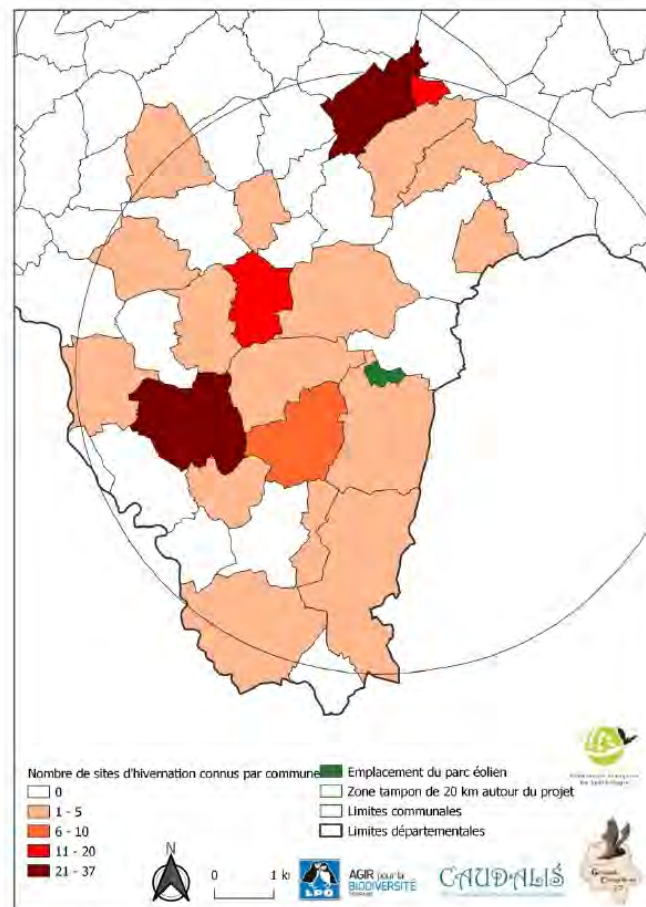 Nombre de sites d'hivernation connus par commune
0
1 - 5
6 - 10
11 - 20
21 - 37
Emplacement du parc éolien
Zone tampon de 20 km autour du projet
Limites communales
Limites départementales
N
0 1 k
LPO
AGIR pour la
BIODIVERSITÉ
CAUDALIS
Groupe